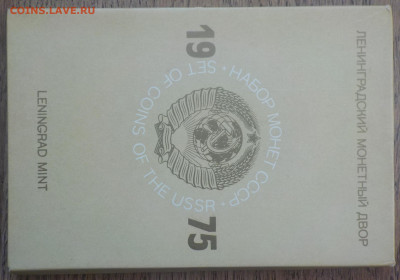 COINS.LAVE.RU
ЛЕНИНГРАДСКИЙ МОНЕТНЫЙ ДВОР
19 75
· НАБОР МОНЕТ СССР ·
SET OF COINS OF THE USSR
LENINGRAD MINT